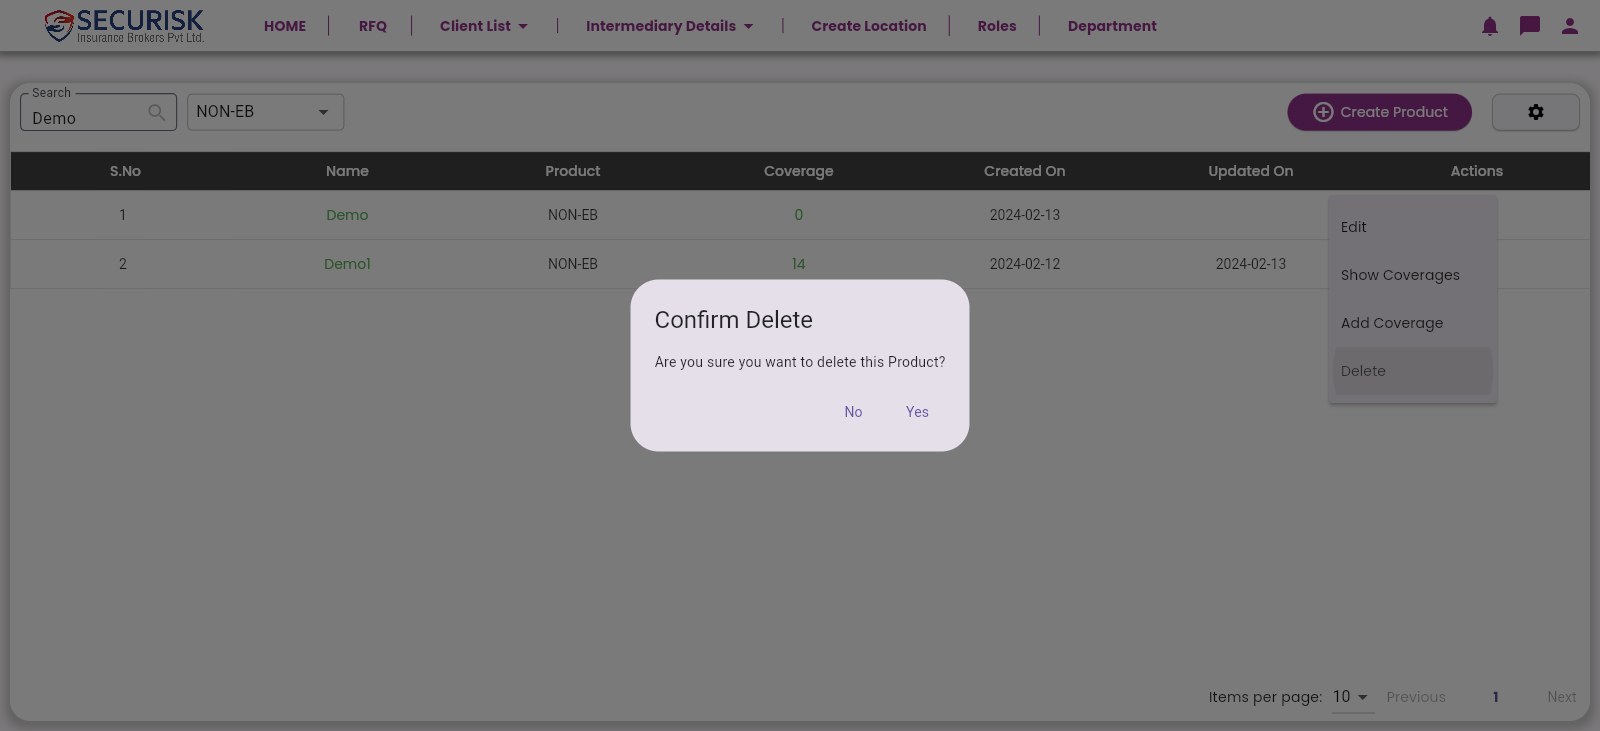 SECURISK
Insurance Brokers Pvt Ltd.
HOME RFQ Client List Intermediary Details Create Location Roles Department
Search
Demo NON-EB Create Product
S.No Name Product Coverage Created On Updated On Actions
1 Demo NON-EB 0 2024-02-13
2 Demo1 NON-EB 14 2024-02-12 2024-02-13
Edit
Show Coverages
Add Coverage
Delete
Confirm Delete
Are you sure you want to delete this Product?
No Yes
Items per page: 10 Previous 1 Next